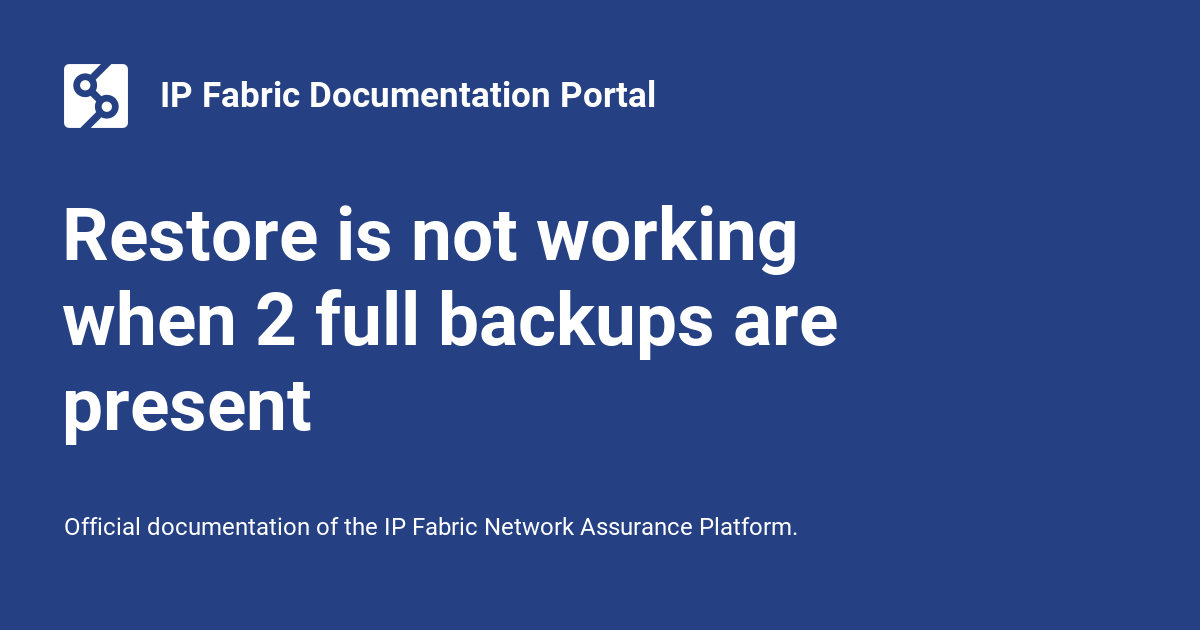 IP Fabric Documentation Portal
Restore is not working
when 2 full backups are
present
Official documentation of the IP Fabric Network Assurance Platform.